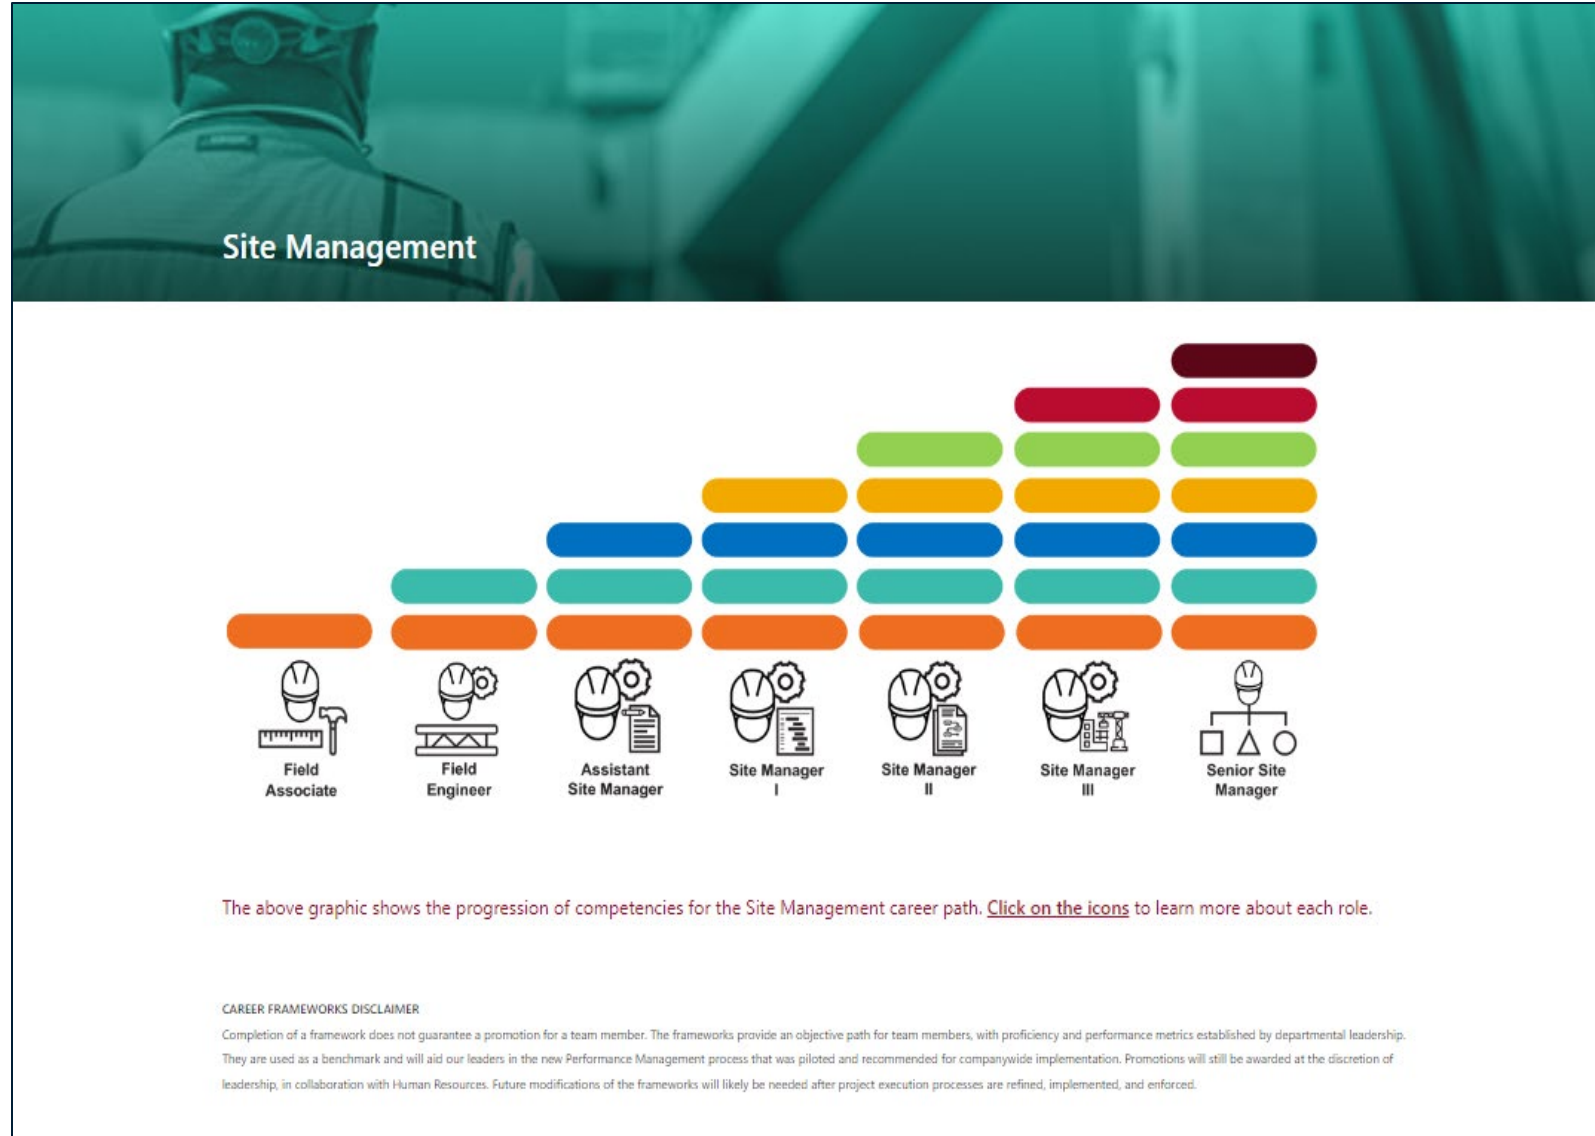 Site Management
Field
Associate
Field
Engineer
Assistant
Site Manager
Site Manager
I
Site Manager
II
Site Manager
III
Senior Site
Manager
The above graphic shows the progression of competencies for the Site Management career path. Click on the icons to learn more about each role.
CAREER FRAMEWORKS DISCLAIMER
Completion of a framework does not guarantee a promotion for a team member. The frameworks provide an objective path for team members, with proficiency and performance metrics established by departmental leadership.
They are used as a benchmark and will aid our leaders in the new Performance Management process that was piloted and recommended for companywide implementation. Promotions will still be awarded at the discretion of
leadership, in collaboration with Human Resources. Future modifications of the frameworks will likely be needed after project execution processes are refined, implemented, and enforced.